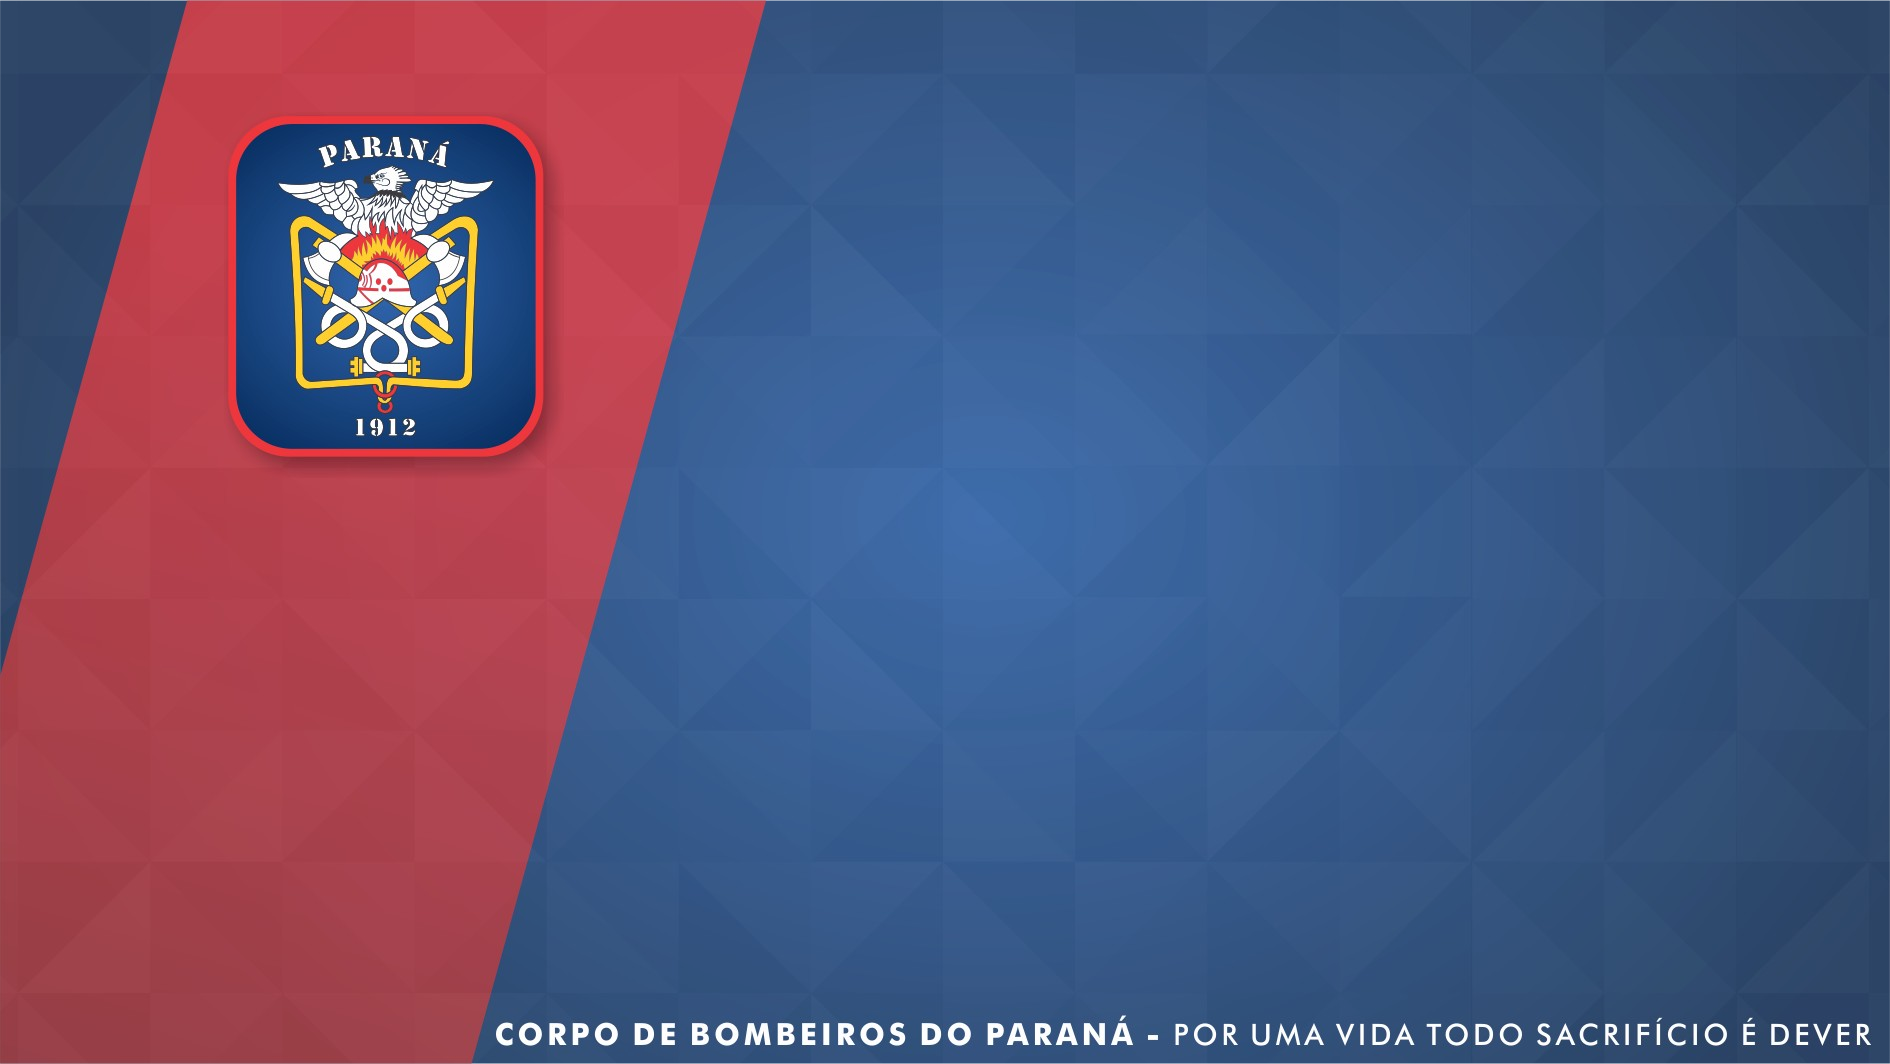 PARANÁ
1912
CORPO DE BOMBEIROS DO PARANÁ - POR UMA VIDA TODO SACRIFÍCIO É DEVER